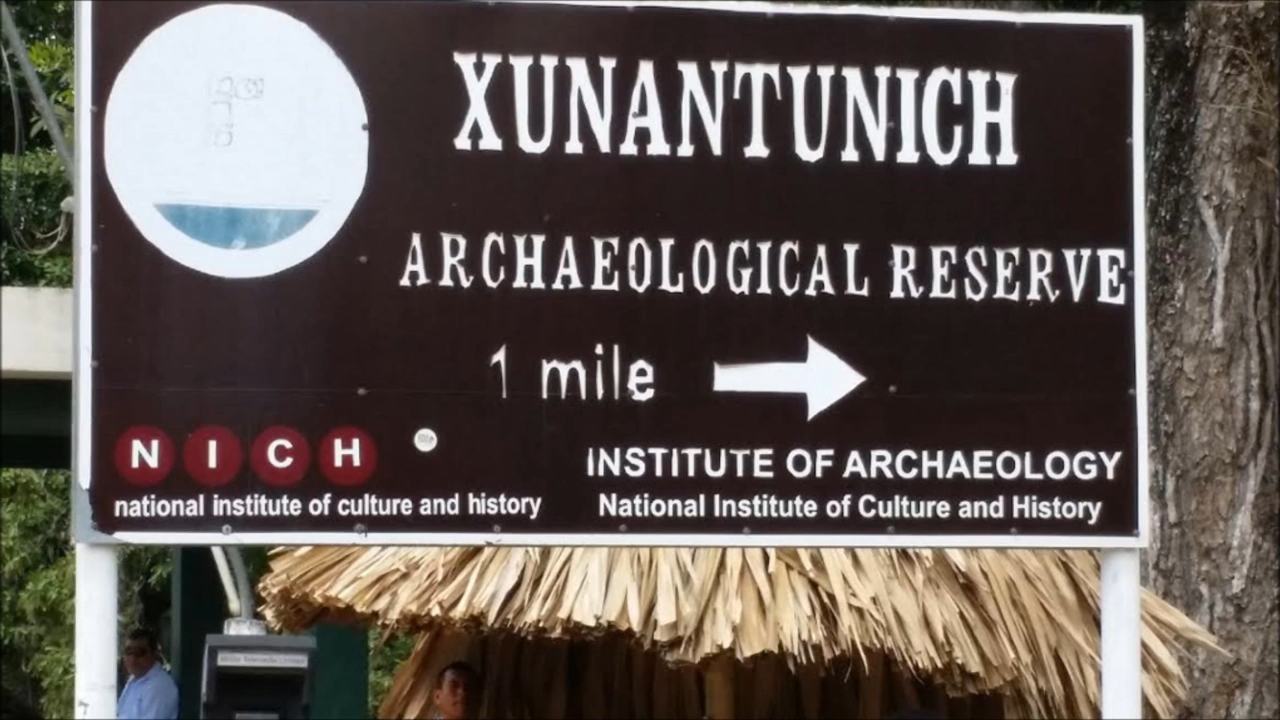 XUNANTUNICH
ARCHAEOLOGICAL RESERVE
1 mile
NICH
national institute of culture and history
INSTITUTE OF ARCHAEOLOGY
National Institute of Culture and History